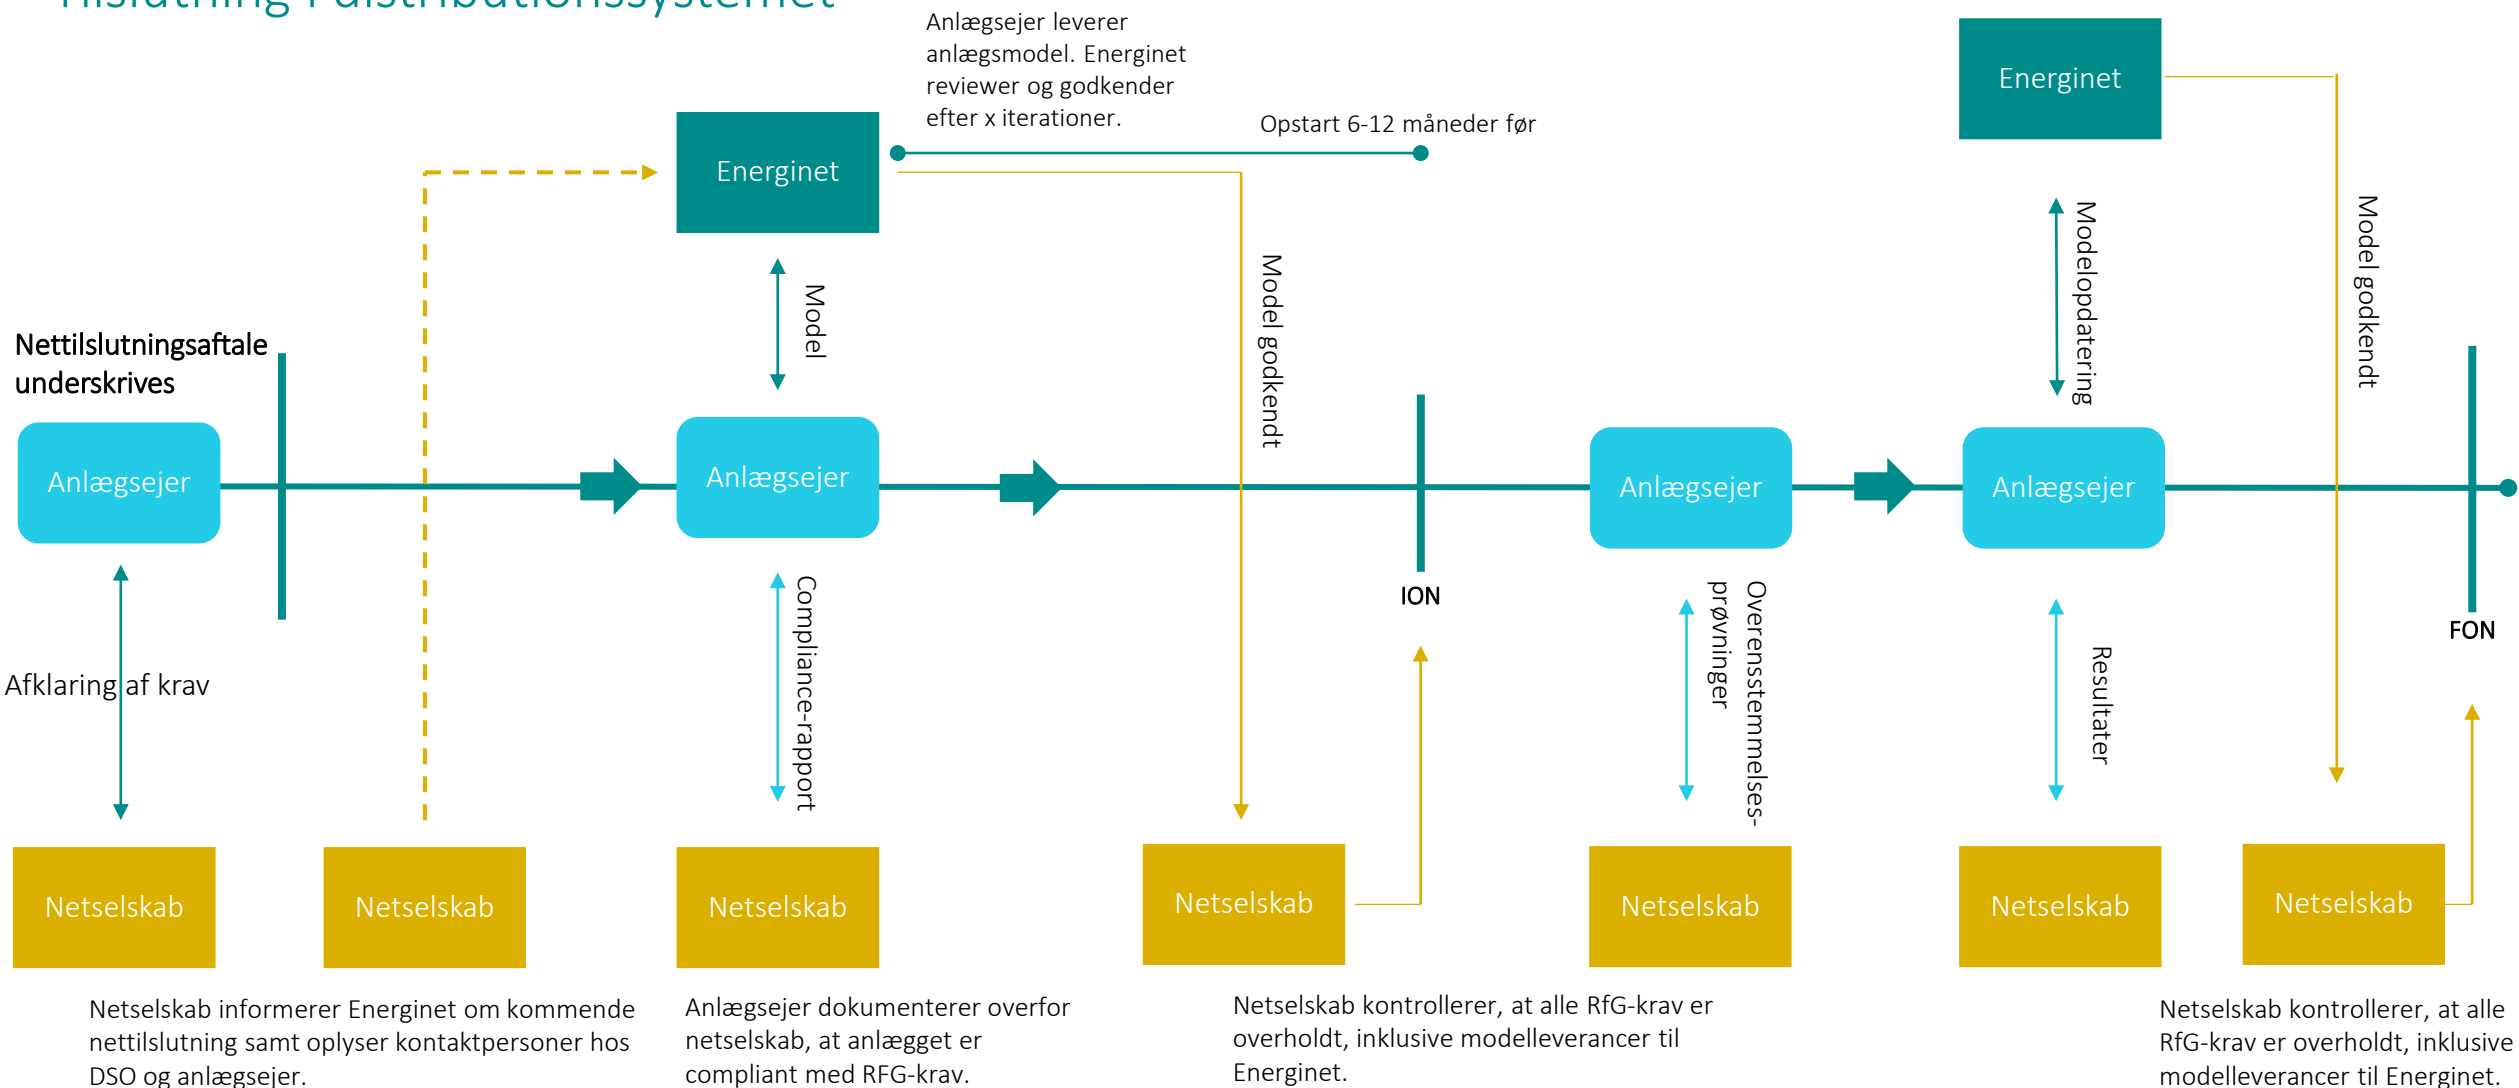 Tilslutning i distributionssystemet
Anlægsejer leverer
anlægsmodel. Energinet
reviewer og godkender
efter x iterationer.
Opstart 6-12 måneder før
Energinet
Energinet
Model
Model godkendt
Modelopdatering
Model godkendt
Nettilslutningsaftale
underskrives
Anlægsejer
Anlægsejer
Anlægsejer
Anlægsejer
ION
FON
Afklaring af krav
Compliance-rapport
Overensstemmelses-
prøvninger
Resultater
Netselskab
Netselskab
Netselskab
Netselskab
Netselskab
Netselskab
Netselskab
Netselskab informerer Energinet om kommende
nettilslutning samt oplyser kontaktpersoner hos
DSO og anlægsejer.
Anlægsejer dokumenterer overfor
netselskab, at anlægget er
compliant med RFG-krav.
Netselskab kontrollerer, at alle RfG-krav er
overholdt, inklusive modelleverancer til
Energinet.
Netselskab kontrollerer, at alle
RfG-krav er overholdt, inklusive
modelleverancer til Energinet.